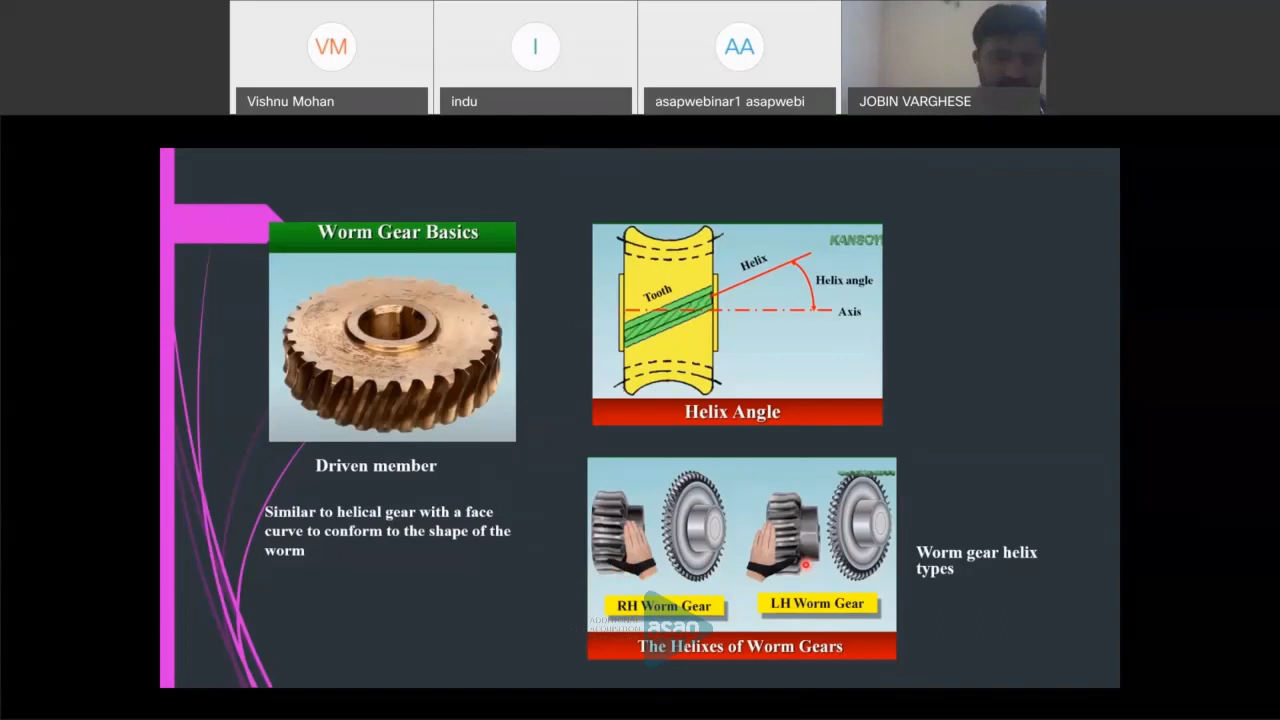 VM
I
AA
Vishnu Mohan
indu
asapwebinar1 asapwebi
JOBIN VARGHESE
Worm Gear Basics
Driven member
Similar to helical gear with a face
curve to conform to the shape of the
worm
Helix
Tooth
Helix angle
Axis
Helix Angle
RH Worm Gear
LH Worm Gear
The Helixes of Worm Gears
Worm gear helix
types
ADDITIONAL
asap